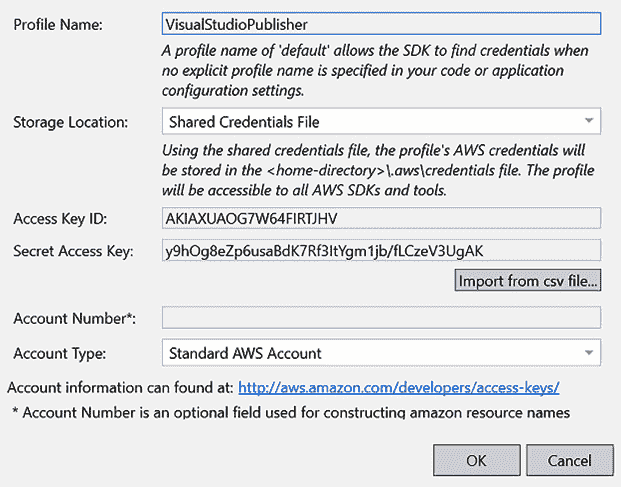 Profile Name: VisualStudioPublisher
A profile name of 'default' allows the SDK to find credentials when
no explicit profile name is specified in your code or application
configuration settings.
Storage Location: Shared Credentials File
Using the shared credentials file, the profile's AWS credentials will
be stored in the <home-directory>\.aws\credentials file. The profile
will be accessible to all AWS SDKs and tools.
Access Key ID: AKIAXUAOG7W64FIRTJHV
Secret Access Key: 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
Import from csv file...
Account Number*:
Account Type: Standard AWS Account
Account information can found at: http://aws.amazon.com/developers/access-keys/
* Account Number is an optional field used for constructing amazon resource names
OK Cancel